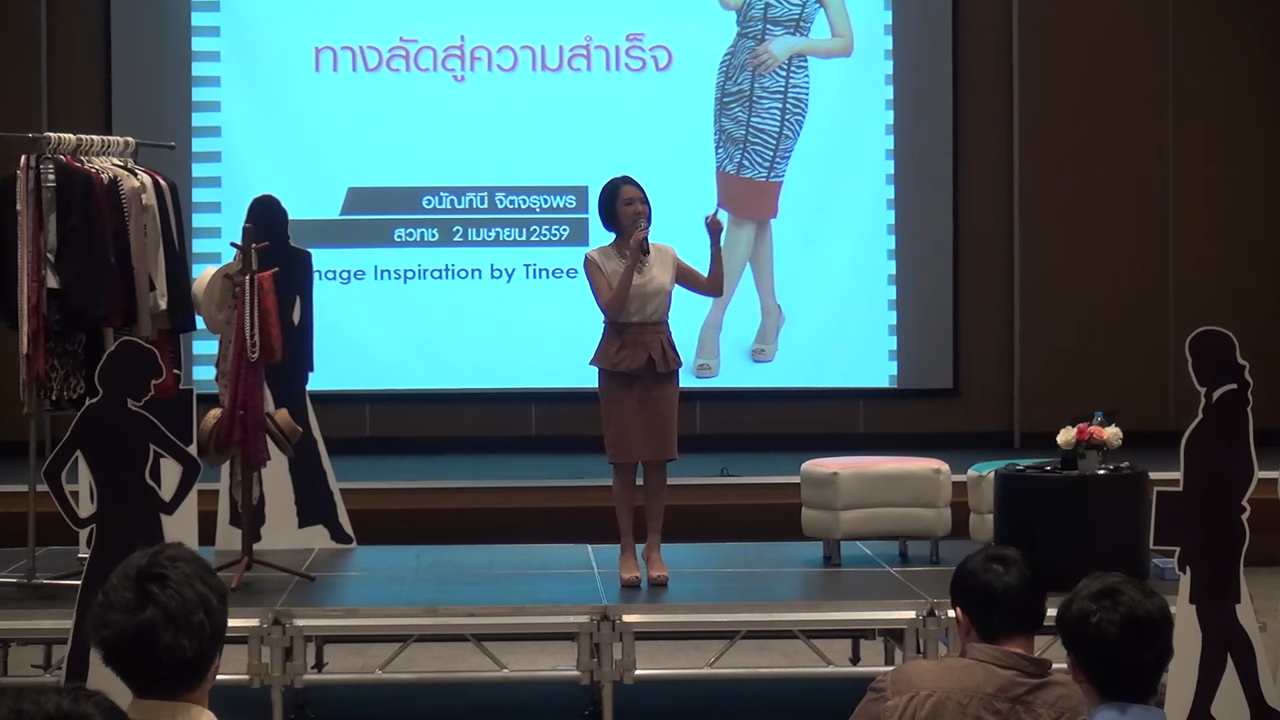 ทางลัดสู่ความสำเร็จ
อนัณทินี จิตจรุงพร
สวทช 2 เมษายน 2559
mage Inspiration by Tinee